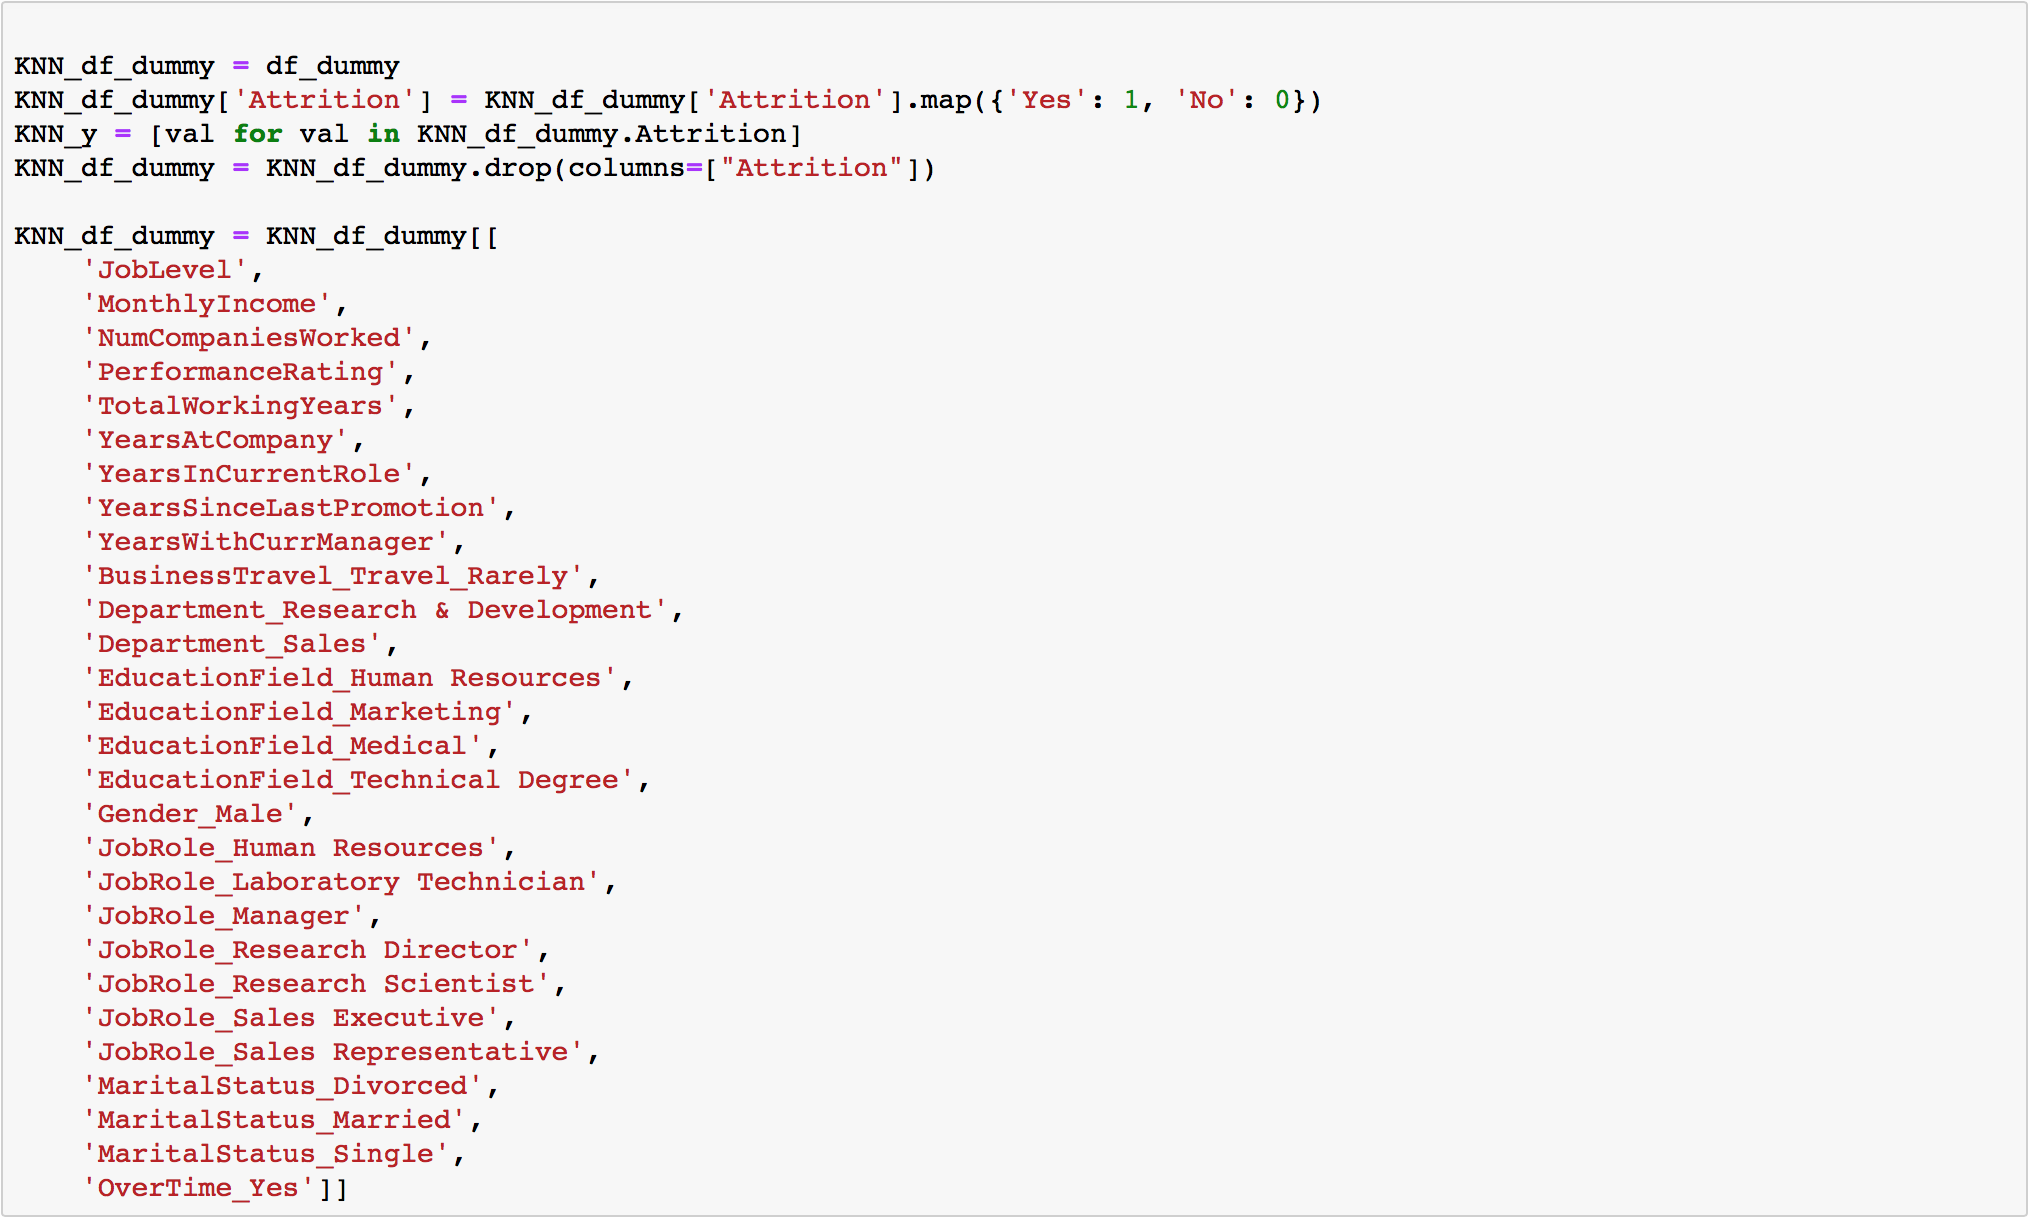 KNN_df_dummy = df_dummy
KNN_df_dummy['Attrition'] = KNN_df_dummy['Attrition'].map({'Yes': 1, 'No': 0})
KNN_y = [val for val in KNN_df_dummy.Attrition]
KNN_df_dummy = KNN_df_dummy.drop(columns=["Attrition"])

KNN_df_dummy = KNN_df_dummy[[
    'JobLevel',
    'MonthlyIncome',
    'NumCompaniesWorked',
    'PerformanceRating',
    'TotalWorkingYears',
    'YearsAtCompany',
    'YearsInCurrentRole',
    'YearsSinceLastPromotion',
    'YearsWithCurrManager',
    'BusinessTravel_Travel_Rarely',
    'Department_Research & Development',
    'Department_Sales',
    'EducationField_Human Resources',
    'EducationField_Marketing',
    'EducationField_Medical',
    'EducationField_Technical Degree',
    'Gender_Male',
    'JobRole_Human Resources',
    'JobRole_Laboratory Technician',
    'JobRole_Manager',
    'JobRole_Research Director',
    'JobRole_Research Scientist',
    'JobRole_Sales Executive',
    'JobRole_Sales Representative',
    'MaritalStatus_Divorced',
    'MaritalStatus_Married',
    'MaritalStatus_Single',
    'OverTime_Yes']]